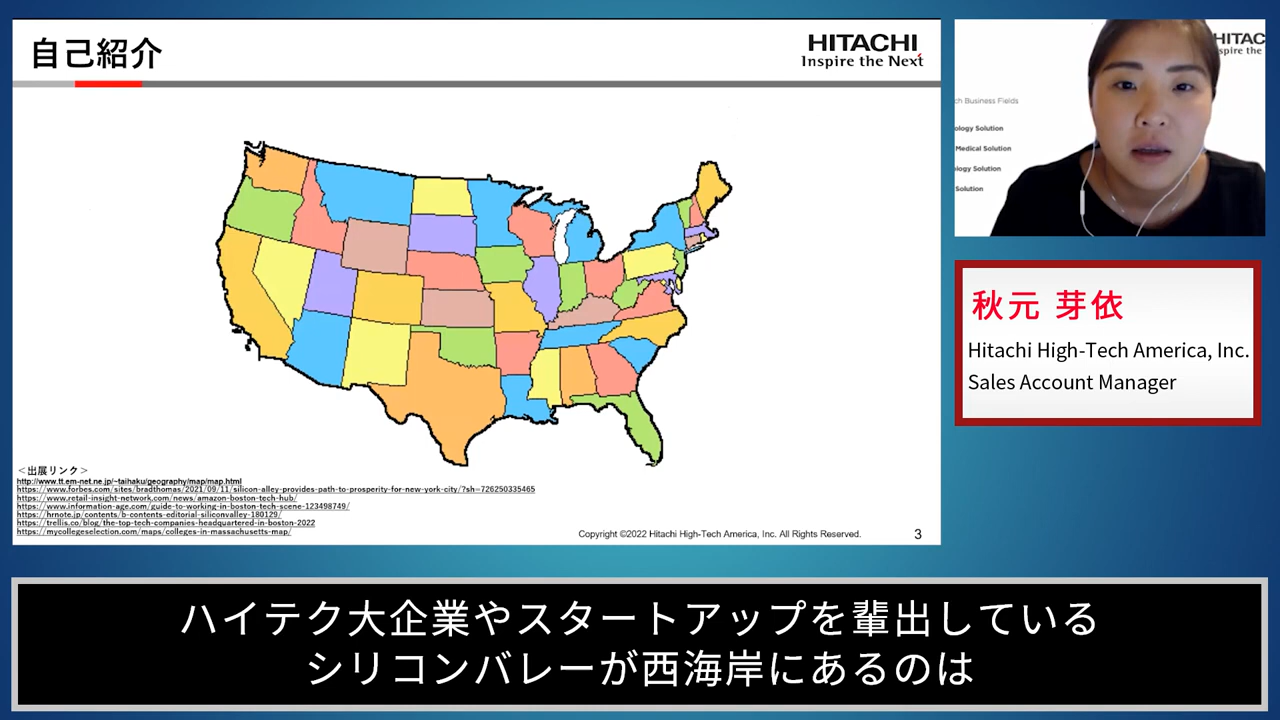 自己紹介
HITACHI
Inspire the Next
<出展リンク>
http://www.tt.em-net.ne.jp/~taihaku/geography/map/map.html
https://www.forbes.com/sites/bradthomas/2021/09/11/silicon-alley-provides-path-to-prosperity-for-new-york-city/?sh=726250335465
https://www.retail-insight-network.com/news/amazon-boston-tech-hub/
https://www.information-age.com/guide-to-working-in-boston-tech-scene-123498749/
https://hrnote.jp/contents/b-contents-editorial-siliconvalley-180129/
https://trellis.co/blog/the-top-tech-companies-headquartered-in-boston-2022
https://mycollegeselection.com/maps/colleges-in-massachusetts-map/
Copyright ©2022 Hitachi High-Tech America, Inc. All Rights Reserved.
3
HITAC
spire the
ch Business Fields
ology Solution
Medical Solution
ology Solution
Solution
秋元 芽依
Hitachi High-Tech America, Inc.
Sales Account Manager
ハイテク大企業やスタートアップを輩出している
シリコンバレーが西海岸にあるのは